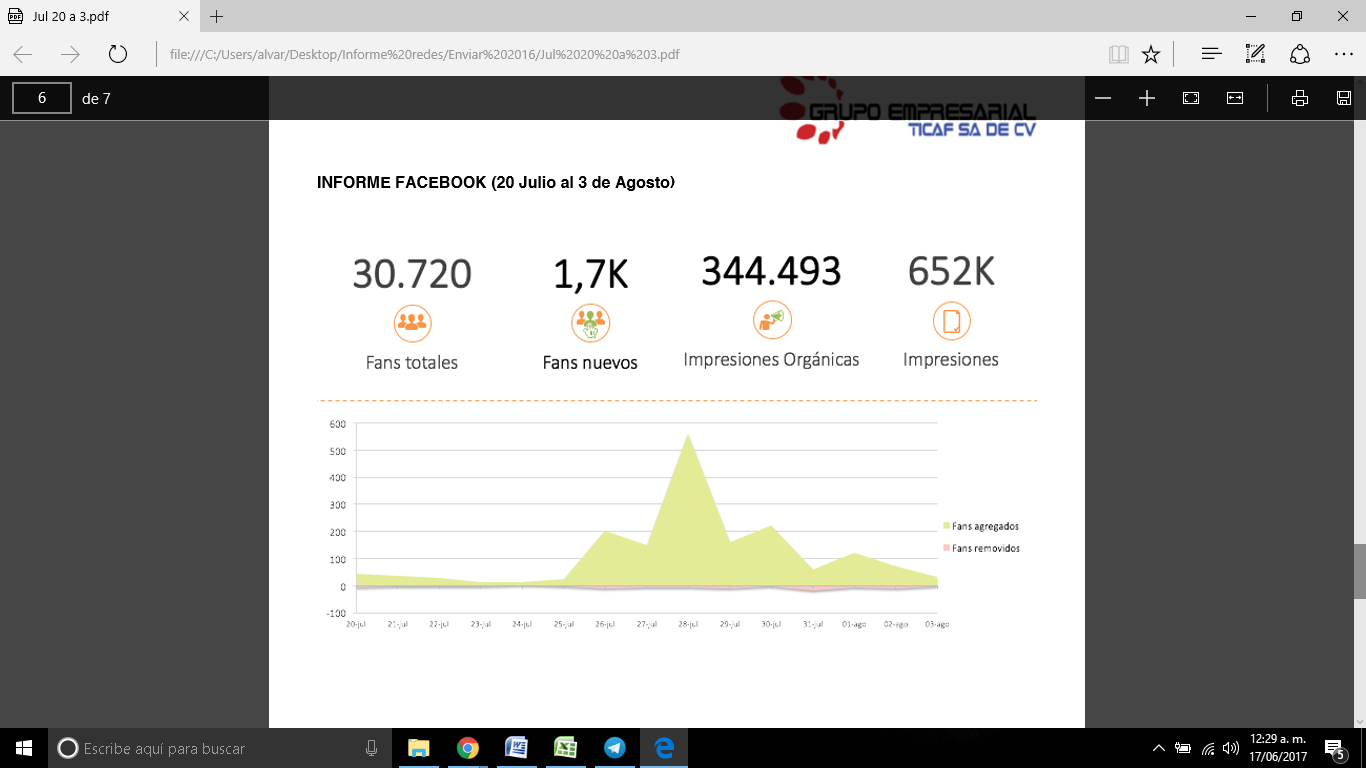 Jul 20 a 3.pdf
file:///C:/Users/alvar/Desktop/Informe%20redes/Enviar%202016/Jul%2020%20a%203.pdf
6 de 7
GRUPO EMPRESARIAL
TICAF SA DE CV
INFORME FACEBOOK (20 Julio al 3 de Agosto)
30.720 1,7K 344.493 652K
Fans totales Fans nuevos Impresiones Orgánicas Impresiones
600
500
400
300
200
100
0
-100
Fans agregados
Fans removidos
20-jul 21-jul 22-jul 23-jul 24-jul 25-jul 26-jul 27-jul 28-jul 29-jul 30-jul 31-jul 01-ago 02-ago 03-ago
Escribe aquí para buscar
12:29 a. m.
17/06/2017
5